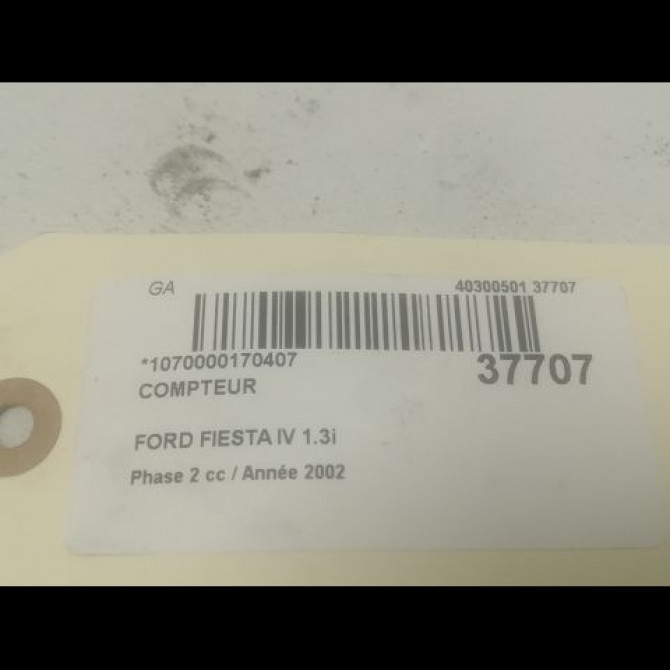 GA 40300501 37707
*1070000170407 37707
COMPTEUR
FORD FIESTA IV 1.3i
Phase 2 cc / Année 2002